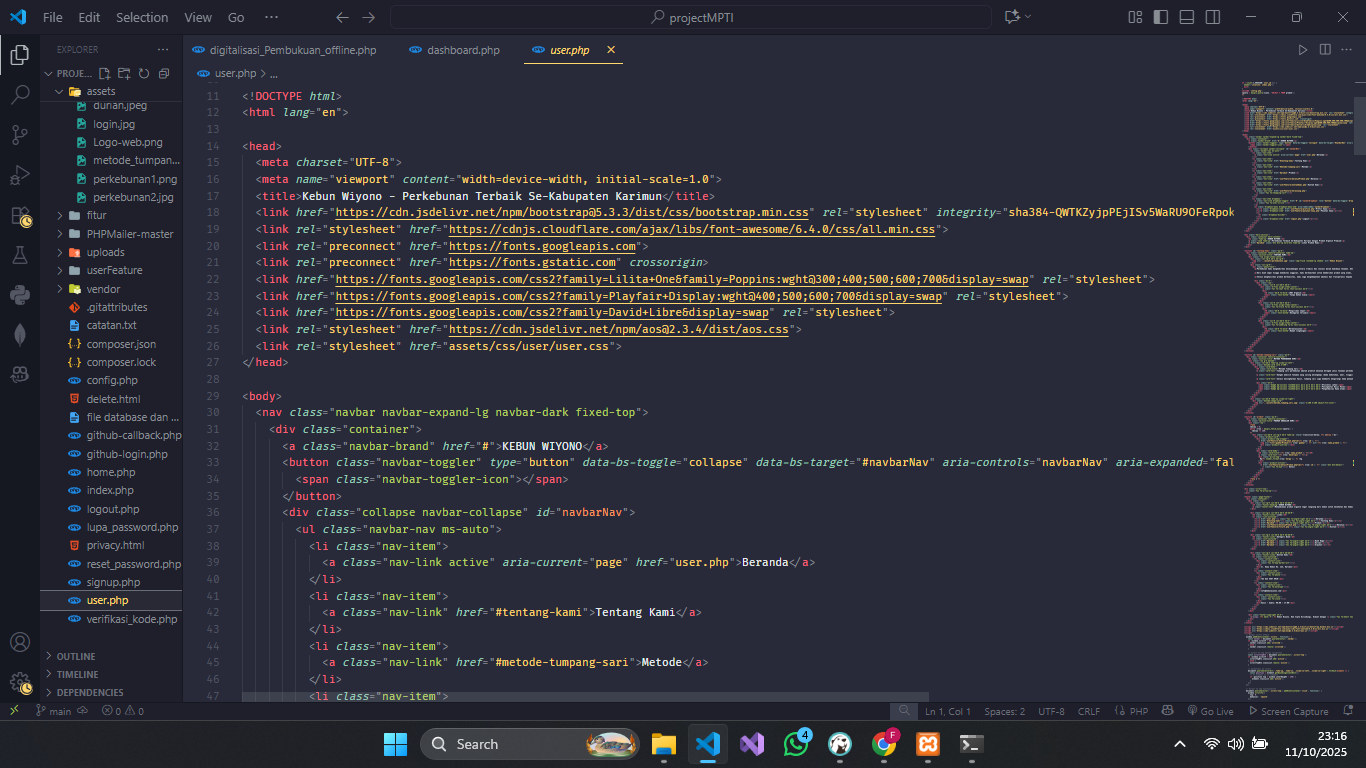 File Edit Selection View Go ··· projectMPTI
EXPLORER ···
PROJE...
assets
durian.jpeg
login.jpg
Logo-web.png
metode_tumpan...
perkebunan1.png
perkebunan2.jpg
fitur
PHPMailer-master
uploads
userFeature
vendor
.gitattributes
catatan.txt
composer.json
composer.lock
config.php
delete.html
file database dan ...
github-callback.php
github-login.php
home.php
index.php
logout.php
lupa_password.php
privacy.html
reset_password.php
signup.php
user.php
verifikasi_kode.php
OUTLINE
TIMELINE
DEPENDENCIES
digitalisasi_Pembukuan_offline.php dashboard.php user.php
user.php > ...
11 <!DOCTYPE html>
12 <html lang="en">
13
14 <head>
15 <meta charset="UTF-8">
16 <meta name="viewport" content="width=device-width, initial-scale=1.0">
17 <title>Kebun Wiyono - Perkebunan Terbaik Se-Kabupaten Karimun</title>
18 <link href="https://cdn.jsdelivr.net/npm/bootstrap@5.3.3/dist/css/bootstrap.min.css" rel="stylesheet" integrity="sha384-QWTKZyjpPEjISv5WaRU9OFeRpok
19 <link rel="stylesheet" href="https://cdnjs.cloudflare.com/ajax/libs/font-awesome/6.4.0/css/all.min.css">
20 <link rel="preconnect" href="https://fonts.googleapis.com">
21 <link rel="preconnect" href="https://fonts.gstatic.com" crossorigin>
22 <link href="https://fonts.googleapis.com/css2?family=Lilita+One&family=Poppins:wght@300;400;500;600;700&display=swap" rel="stylesheet">
23 <link href="https://fonts.googleapis.com/css2?family=Playfair+Display:wght@400;500;600;700&display=swap" rel="stylesheet">
24 <link href="https://fonts.googleapis.com/css2?family=David+Libre&display=swap" rel="stylesheet">
25 <link rel="stylesheet" href="https://cdn.jsdelivr.net/npm/aos@2.3.4/dist/aos.css">
26 <link rel="stylesheet" href="assets/css/user/user.css">
27 </head>
28
29 <body>
30 <nav class="navbar navbar-expand-lg navbar-dark fixed-top">
31 <div class="container">
32 <a class="navbar-brand" href="#">KEBUN WIYONO</a>
33 <button class="navbar-toggler" type="button" data-bs-toggle="collapse" data-bs-target="#navbarNav" aria-controls="navbarNav" aria-expanded="fal
34 <span class="navbar-toggler-icon"></span>
35 </button>
36 <div class="collapse navbar-collapse" id="navbarNav">
37 <ul class="navbar-nav ms-auto">
38 <li class="nav-item">
39 <a class="nav-link active" aria-current="page" href="user.php">Beranda</a>
40 </li>
41 <li class="nav-item">
42 <a class="nav-link" href="#tentang-kami">Tentang Kami</a>
43 </li>
44 <li class="nav-item">
45 <a class="nav-link" href="#metode-tumpang-sari">Metode</a>
46 </li>
47 <li class="nav-item">
main 0 0 Ln 1, Col 1 Spaces: 2 UTF-8 CRLF PHP Go Live Screen Capture
Search 4 F 23:16
11/10/2025